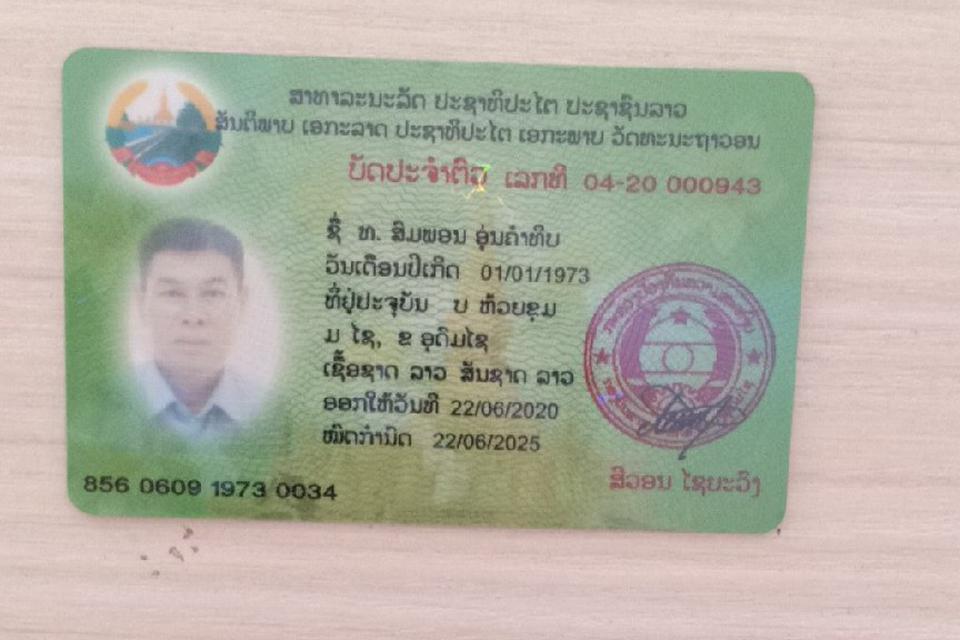 ສາທາລະນະລັດ ປະຊາທິປະໄຕ ປະຊາຊົນລາວ
ສັນຕິພາບ ເອກະລາດ ປະຊາທິປະໄຕ ເອກະພາບ ວັດທະນະຖາວອນ
ບັດປະຈຳຕົວ ເລກທີ 04-20 000943
ຊື່ ທ. ສົມພອນ ອຸ່ນຄຳທິບ
ວັນເດືອນປີເກີດ 01/01/1973
ທີ່ຢູ່ປະຈຸບັນ ບ ຫ້ວຍຂຸມ
ມ ໄຊ, ຂ ອຸດົມໄຊ
ເຊື້ອຊາດ ລາວ ສັນຊາດ ລາວ
ອອກໃຫ້ວັນທີ 22/06/2020
ໝົດກຳນົດ 22/06/2025
856 0609 1973 0034
ສີວອນ ໄຊຍະວົງ